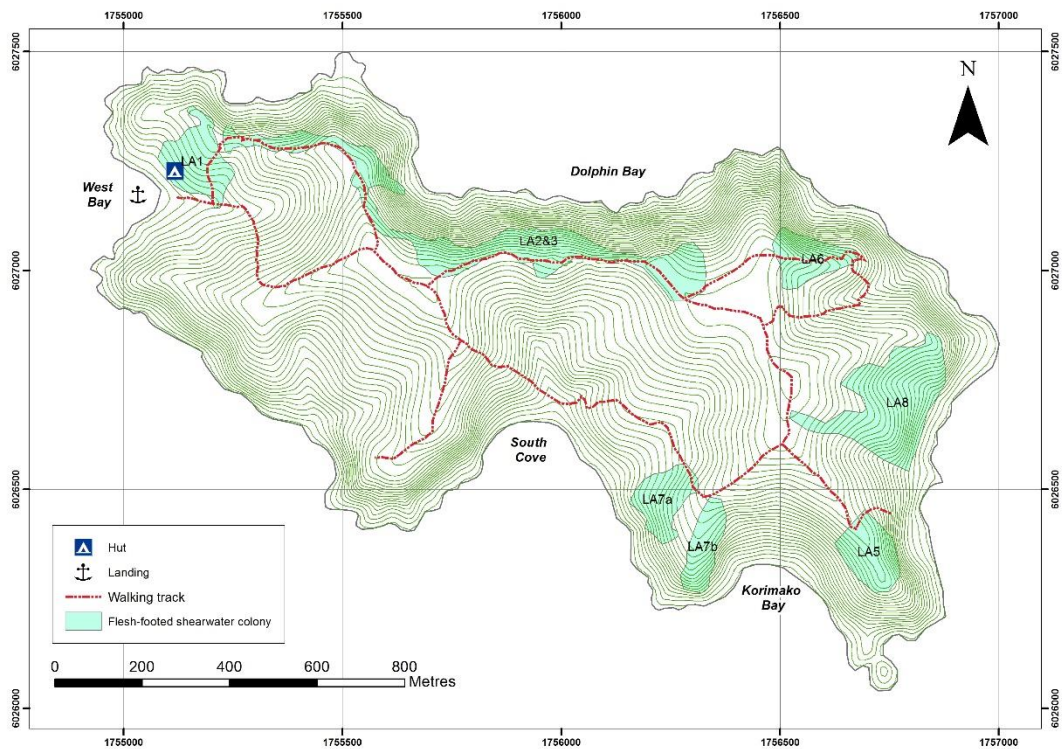 1755000
1755500
1756000
1756500
1757000
6027500
6027500
N
LA1
Dolphin Bay
West
Bay
LA2&3
6027000
LA6
6027000
LA8
South
Cove
6026500
6026500
LA7a
LA7b
LA5
Hut
Landing
Walking track
Flesh-footed shearwater colony
Korimako
Bay
0
200
400
600
800
Metres
6026000
6026000
1755000
1755500
1756000
1756500
1757000